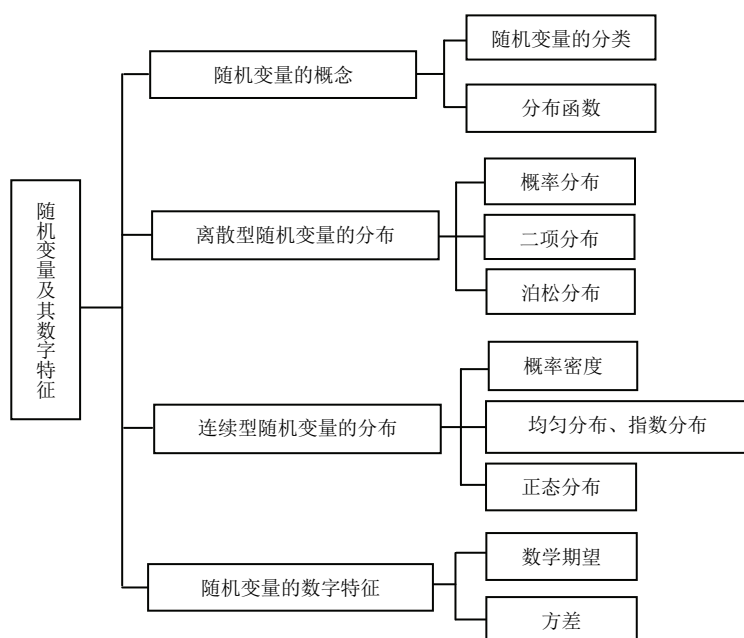 随机变量及其数字特征
随机变量的概念
随机变量的分类
分布函数
离散型随机变量的分布
概率分布
二项分布
泊松分布
连续型随机变量的分布
概率密度
均匀分布、指数分布
正态分布
随机变量的数字特征
数学期望
方差